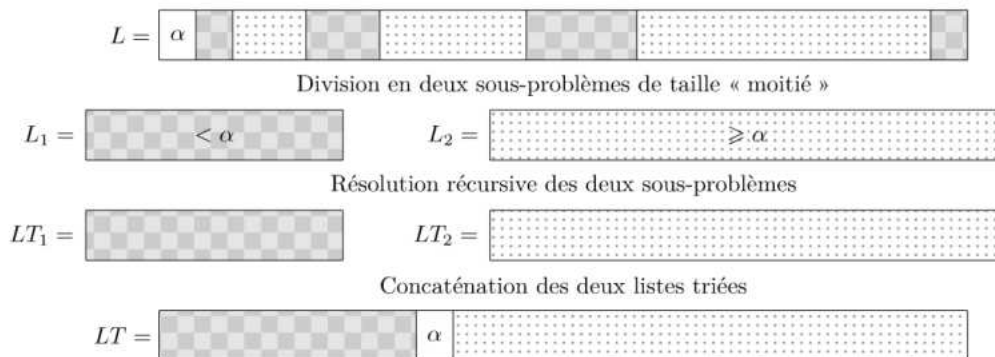 L = α
Division en deux sous-problèmes de taille « moitié »
L₁ = < α L₂ = ⩾ α
Résolution récursive des deux sous-problèmes
LT₁ = LT₂ =
Concaténation des deux listes triées
LT = α